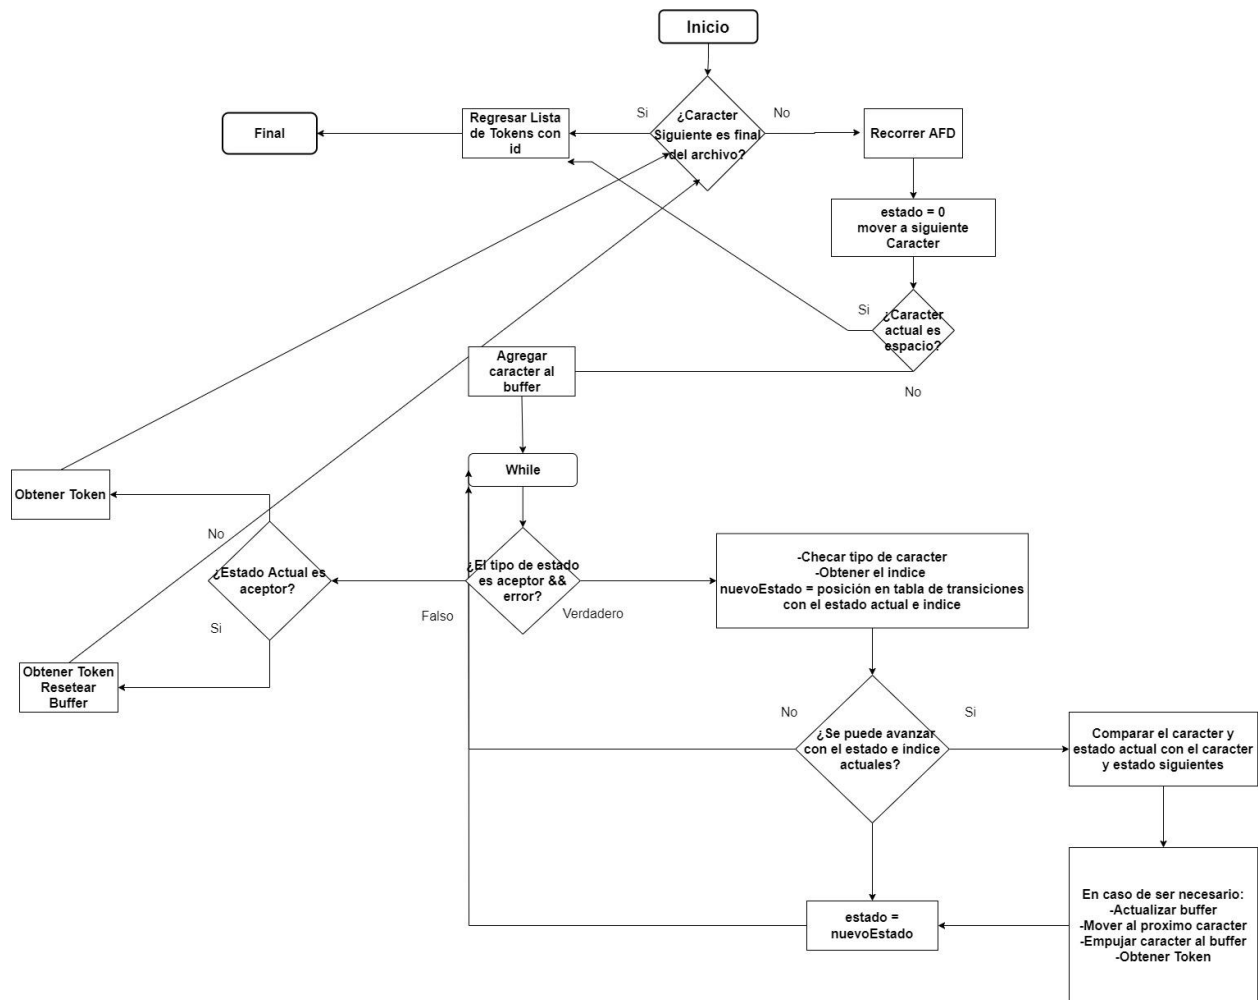 Inicio
Si
¿Caracter
Siguiente es final
del archivo?
No
Final
Regresar Lista
de Tokens con
id
Recorrer AFD
estado = 0
mover a siguiente
Caracter
Si
¿Caracter
actual es
espacio?
No
Agregar
caracter al
buffer
While
Obtener Token
No
¿Estado Actual es
aceptor?
Si
Obtener Token
Resetear
Buffer
¿El tipo de estado
es aceptor &&
error?
Falso
Verdadero
-Checar tipo de caracter
-Obtener el indice
nuevoEstado = posición en tabla de transiciones
con el estado actual e indice
No
Si
¿Se puede avanzar
con el estado e índice
actuales?
Comparar el caracter y
estado actual con el caracter
y estado siguientes
En caso de ser necesario:
-Actualizar buffer
-Mover al proximo caracter
-Empujar caracter al buffer
-Obtener Token
estado =
nuevoEstado